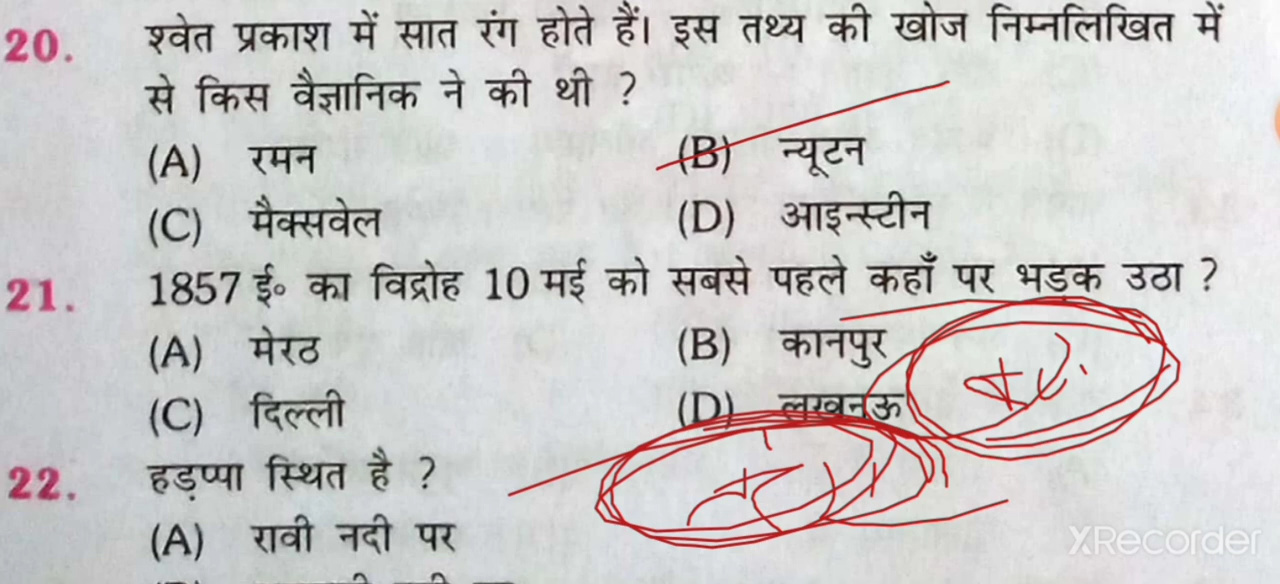 20. श्वेत प्रकाश में सात रंग होते हैं। इस तथ्य की खोज निम्नलिखित में
से किस वैज्ञानिक ने की थी ?
(A) रमन (B) न्यूटन
(C) मैक्सवेल (D) आइन्स्टीन
21. 1857 ई॰ का विद्रोह 10 मई को सबसे पहले कहाँ पर भड़क उठा ?
(A) मेरठ (B) कानपुर
(C) दिल्ली (D) लखनऊ
22. हड़प्पा स्थित है ?
(A) रावी नदी पर
XRecorder